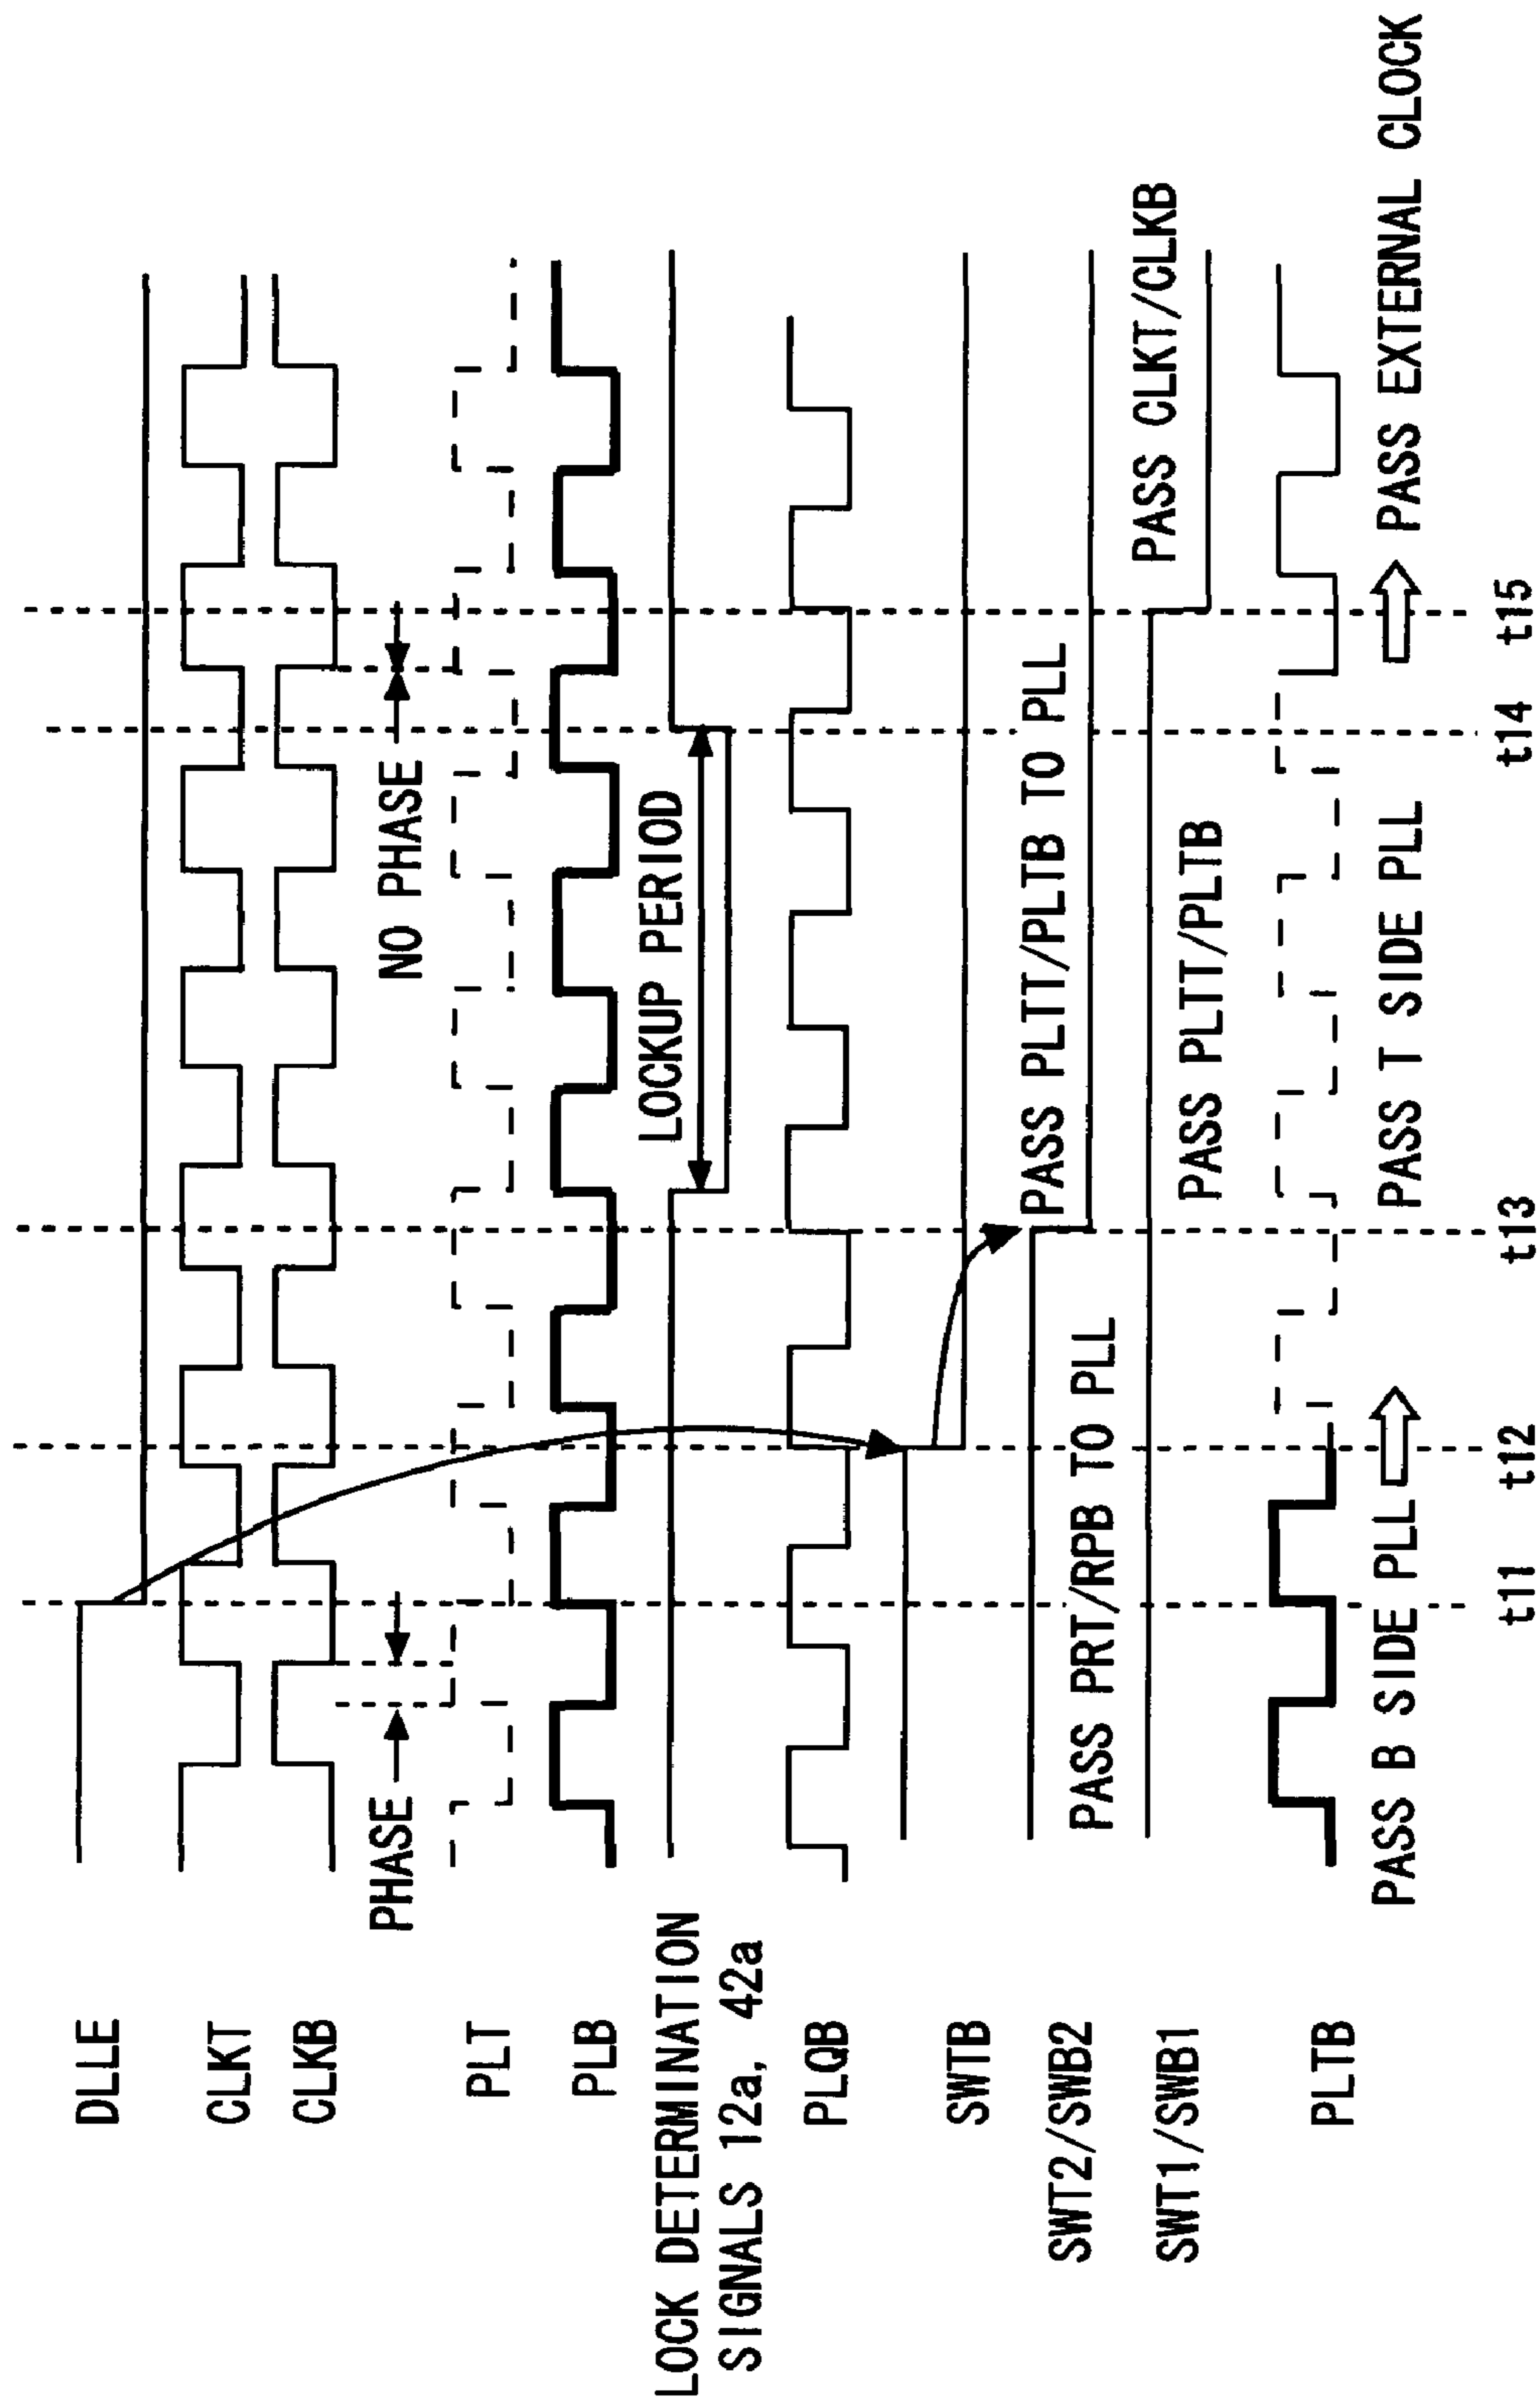 DLLE
CLKT
CLKB
PHASE
NO PHASE
PLT
PLB
LOCK DETERMINATION
SIGNALS 12a, 42a
LOCKUP PERIOD
PLQB
SWTB
SWT2/SWB2
PASS PRT/RPB TO PLL
PASS PLTT/PLTB TO PLL
SWT1/SWB1
PASS PLTT/PLTB
PASS CLKT/CLKB
PLTB
PASS B SIDE PLL
PASS T SIDE PLL
PASS EXTERNAL CLOCK
t11
t12
t13
t14
t15